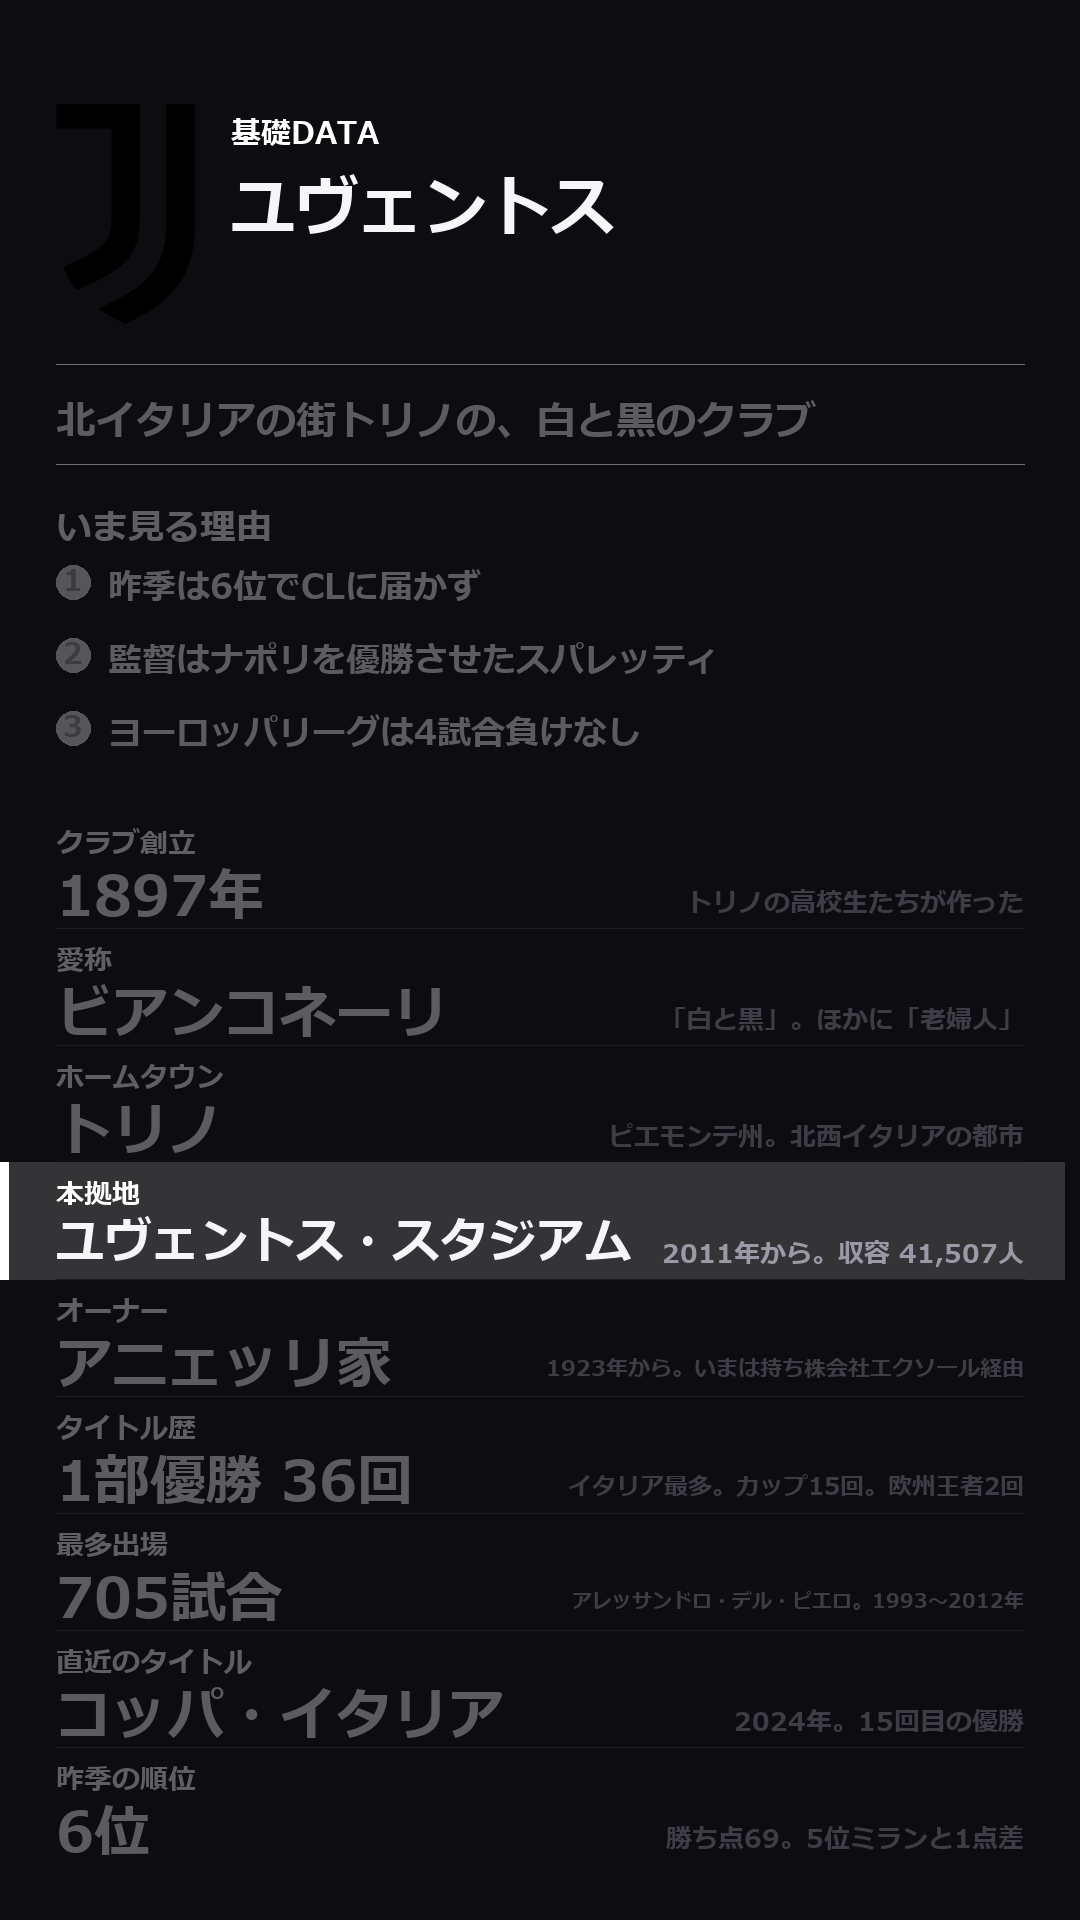 基礎DATA
ユヴェントス
北イタリアの街トリノの、白と黒のクラブ
いま見る理由
1 昨季は6位でCLに届かず
2 監督はナポリを優勝させたスパレッティ
3 ヨーロッパリーグは4試合負けなし
クラブ創立
1897年 トリノの高校生たちが作った
愛称
ビアンコネーリ 「白と黒」。ほかに「老婦人」
ホームタウン
トリノ ピエモンテ州。北西イタリアの都市
本拠地
ユヴェントス・スタジアム 2011年から。収容 41,507人
オーナー
アニェッリ家 1923年から。いまは持ち株会社エクソール経由
タイトル歴
1部優勝 36回 イタリア最多。カップ15回。欧州王者2回
最多出場
705試合 アレッサンドロ・デル・ピエロ。1993〜2012年
直近のタイトル
コッパ・イタリア 2024年。15回目の優勝
昨季の順位
6位 勝ち点69。5位ミランと1点差